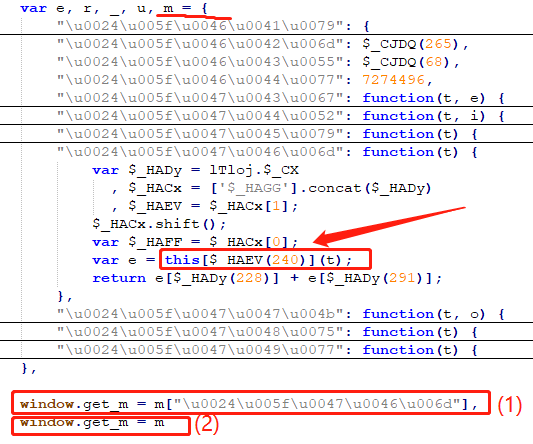 var e, r, _, u, m = {
"\u0024\u005f\u0046\u0041\u0079": {
"\u0024\u005f\u0046\u0042\u006d": $_CJDQ(265),
"\u0024\u005f\u0046\u0043\u0055": $_CJDQ(68),
"\u0024\u005f\u0046\u0044\u0077": 7274496,
"\u0024\u005f\u0047\u0043\u0067": function(t, e) {
"\u0024\u005f\u0047\u0044\u0052": function(t, i) {
"\u0024\u005f\u0047\u0045\u0079": function(t) {
"\u0024\u005f\u0047\u0046\u006d": function(t) {
var $_HADy = lTloj.$_CX
, $_HACx = ['$_HAGG'].concat($_HADy)
, $_HAEV = $_HACx[1];
$_HACx.shift();
var $_HAFF = $_HACx[0];
var e = this[$_HAEV(240)](t);
return e[$_HADy(228)] + e[$_HADy(291)];
},
"\u0024\u005f\u0047\u0047\u004b": function(t, o) {
"\u0024\u005f\u0047\u0048\u0075": function(t) {
"\u0024\u005f\u0047\u0049\u0077": function(t) {
},
window.get_m = m["\u0024\u005f\u0047\u0046\u006d"], (1)
window.get_m = m (2)